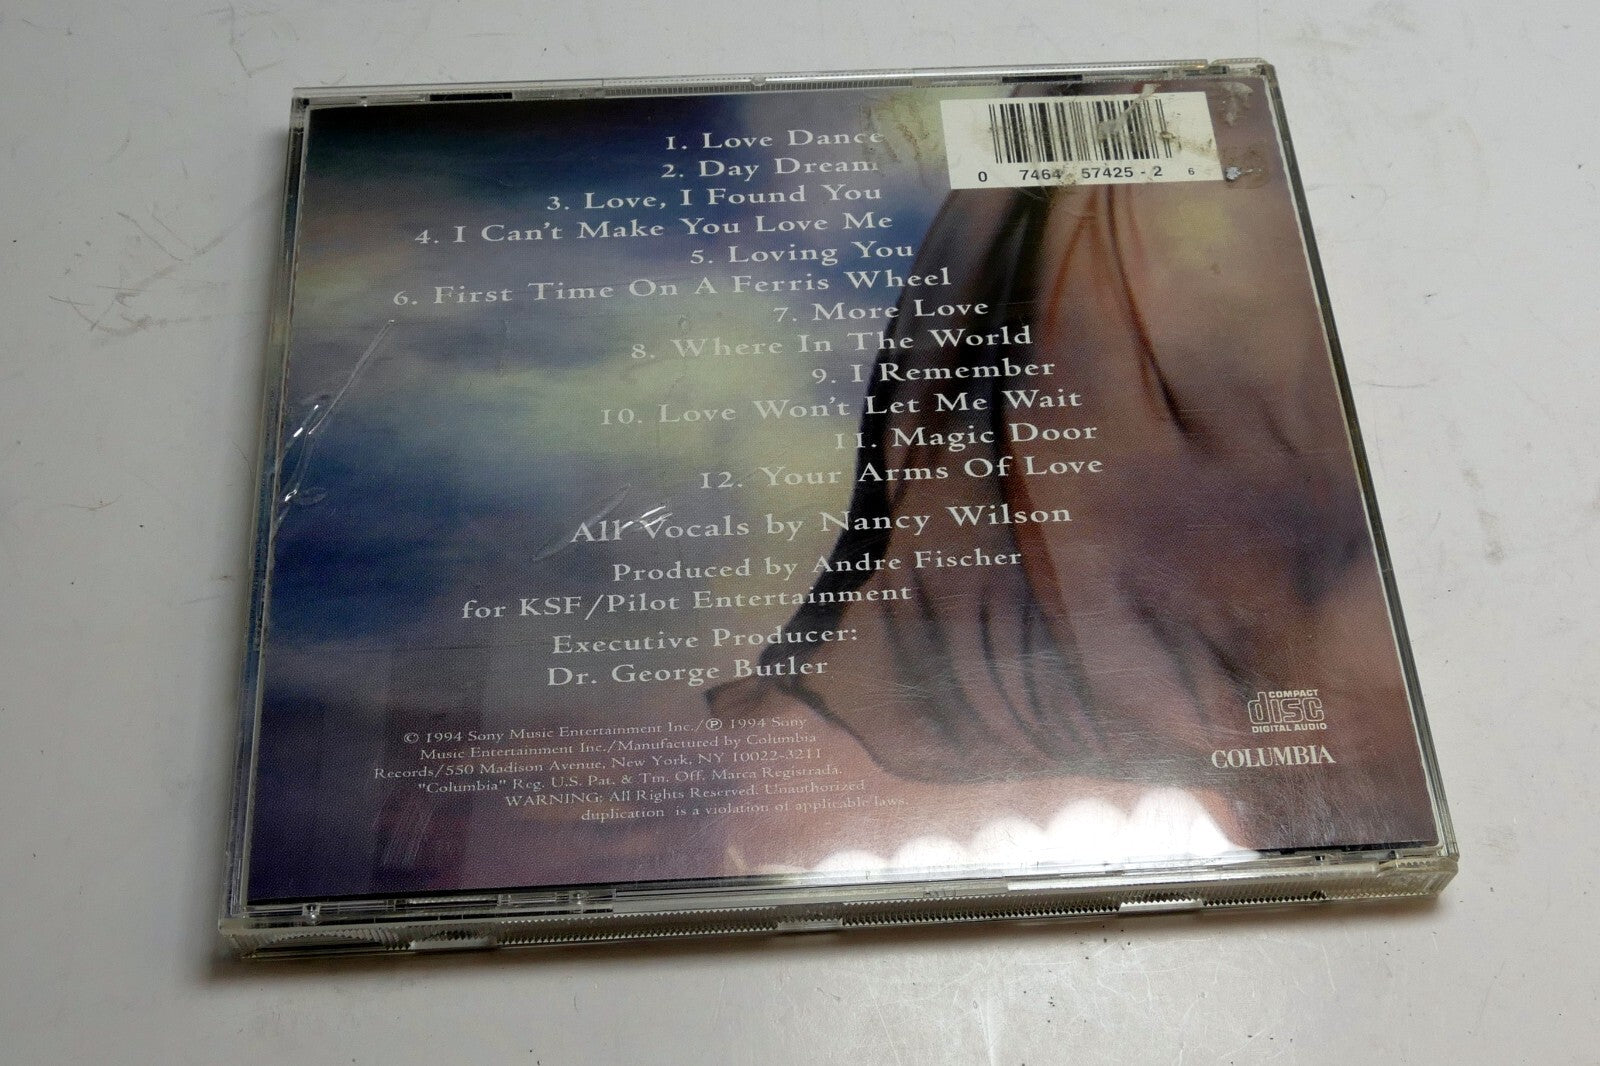 0 7464 57425-2 6
1. Love Dance
2. Day Dream
3. Love, I Found You
4. I Can't Make You Love Me
5. Loving You
6. First Time On A Ferris Wheel
7. More Love
8. Where In The World
9. I Remember
10. Love Won't Let Me Wait
11. Magic Door
12. Your Arms Of Love
All Vocals by Nancy Wilson
Produced by Andre Fischer
for KSF/Pilot Entertainment
Executive Producer:
Dr. George Butler
© 1994 Sony Music Entertainment Inc./℗ 1994 Sony
Music Entertainment Inc./Manufactured by Columbia
Records/550 Madison Avenue, New York, NY 10022-3211
"Columbia" Reg. U.S. Pat. & Tm. Off. Marca Registrada.
WARNING: All Rights Reserved. Unauthorized
duplication is a violation of applicable laws.
COMPACT
disc
DIGITAL AUDIO
COLUMBIA